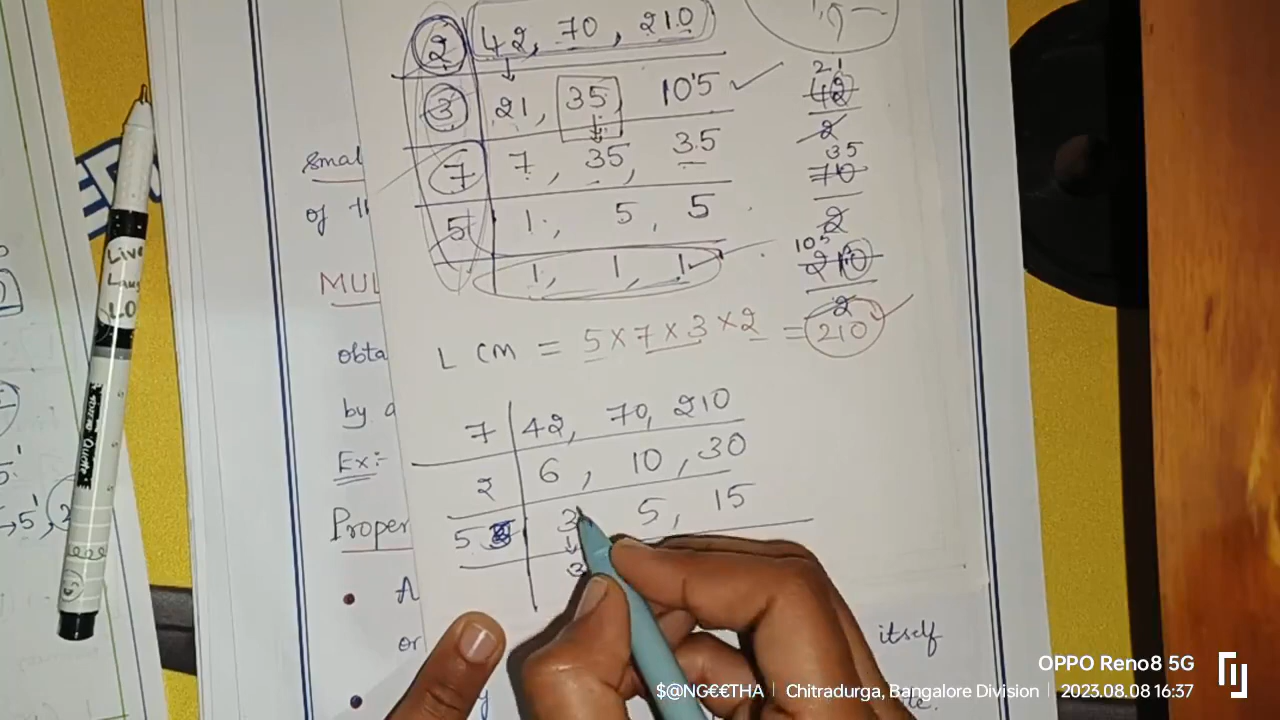 2 42, 70, 210
3 21, 35, 105
7 7, 35, 35
5 1, 5, 5
1, 1, 1
42
21
2
70
35
2
210
105
2
L CM = 5 × 7 × 3 × 2 = 210
7 42, 70, 210
2 6, 10, 30
5 3 5, 15
3
Smal
of
MUL
obta
by a
Ex:-
Proper
A
or itself
Live
OPPO Reno8 5G
$@NG€€THA | Chitradurga, Bangalore Division | 2023.08.08 16:37